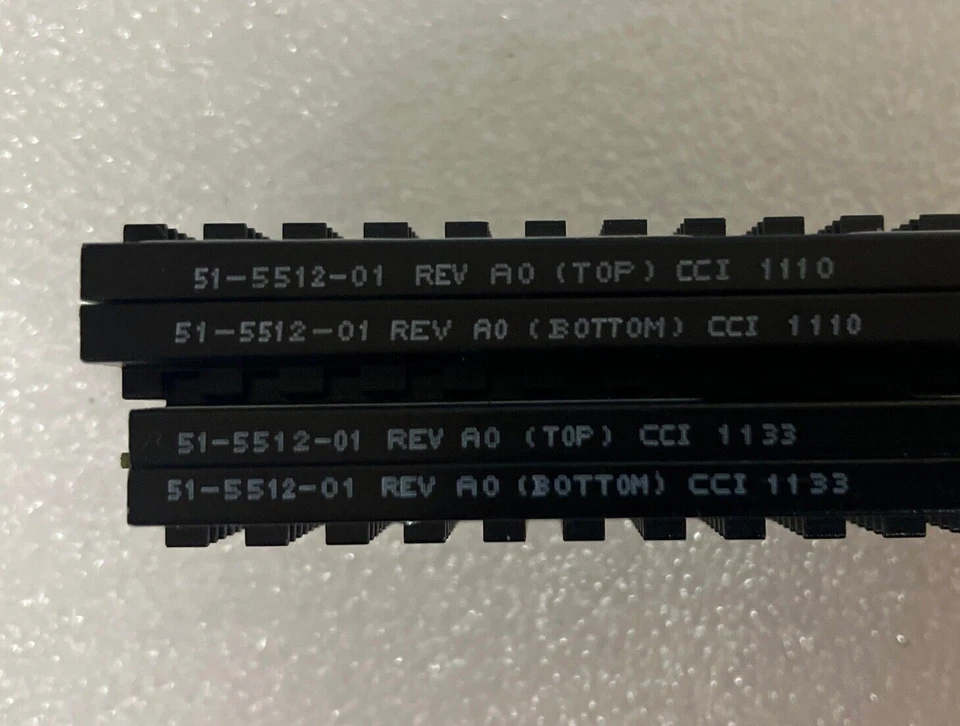 51-5512-01 REV A0 (TOP) CCI 1110
51-5512-01 REV A0 (BOTTOM) CCI 1110
51-5512-01 REV A0 (TOP) CCI 1133
51-5512-01 REV A0 (BOTTOM) CCI 1133